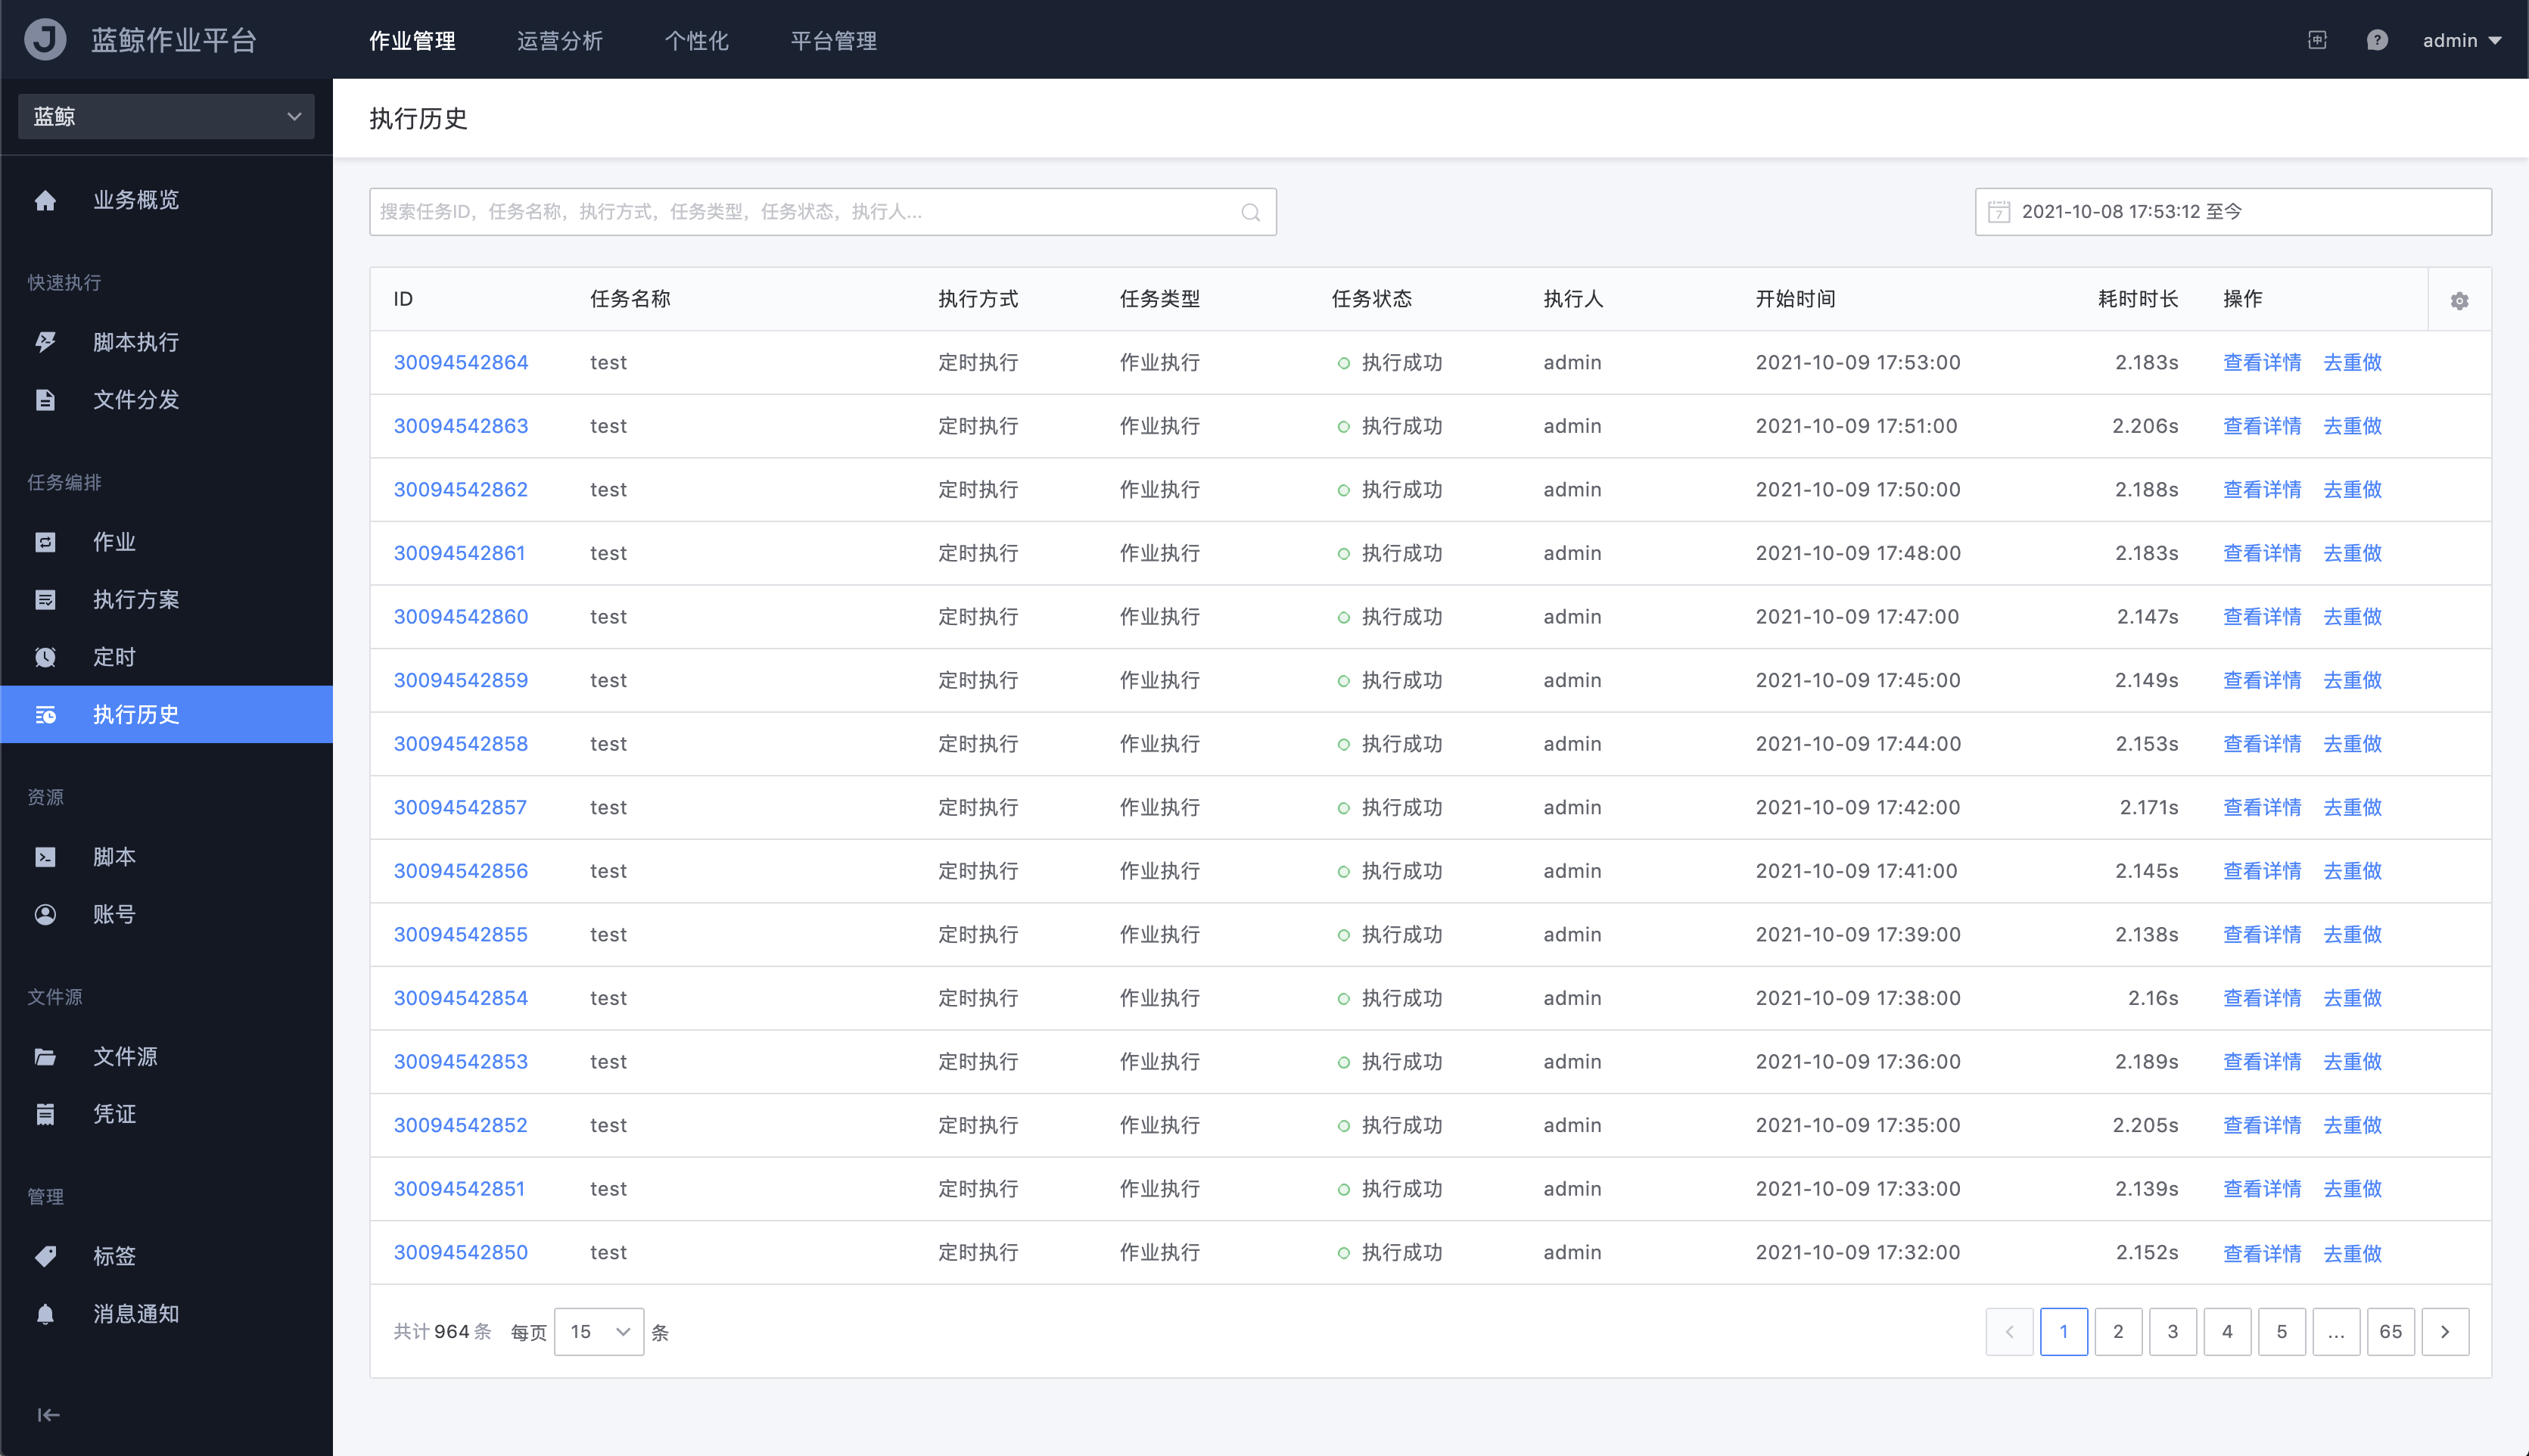 蓝鲸作业平台 作业管理 运营分析 个性化 平台管理 中 ? admin
蓝鲸
业务概览
快速执行
脚本执行
文件分发
任务编排
作业
执行方案
定时
执行历史
资源
脚本
账号
文件源
文件源
凭证
管理
标签
消息通知
执行历史
搜索任务ID，任务名称，执行方式，任务类型，任务状态，执行人...
7 2021-10-08 17:53:12 至今
ID 任务名称 执行方式 任务类型 任务状态 执行人 开始时间 耗时时长 操作
30094542864 test 定时执行 作业执行 执行成功 admin 2021-10-09 17:53:00 2.183s 查看详情 去重做
30094542863 test 定时执行 作业执行 执行成功 admin 2021-10-09 17:51:00 2.206s 查看详情 去重做
30094542862 test 定时执行 作业执行 执行成功 admin 2021-10-09 17:50:00 2.188s 查看详情 去重做
30094542861 test 定时执行 作业执行 执行成功 admin 2021-10-09 17:48:00 2.183s 查看详情 去重做
30094542860 test 定时执行 作业执行 执行成功 admin 2021-10-09 17:47:00 2.147s 查看详情 去重做
30094542859 test 定时执行 作业执行 执行成功 admin 2021-10-09 17:45:00 2.149s 查看详情 去重做
30094542858 test 定时执行 作业执行 执行成功 admin 2021-10-09 17:44:00 2.153s 查看详情 去重做
30094542857 test 定时执行 作业执行 执行成功 admin 2021-10-09 17:42:00 2.171s 查看详情 去重做
30094542856 test 定时执行 作业执行 执行成功 admin 2021-10-09 17:41:00 2.145s 查看详情 去重做
30094542855 test 定时执行 作业执行 执行成功 admin 2021-10-09 17:39:00 2.138s 查看详情 去重做
30094542854 test 定时执行 作业执行 执行成功 admin 2021-10-09 17:38:00 2.16s 查看详情 去重做
30094542853 test 定时执行 作业执行 执行成功 admin 2021-10-09 17:36:00 2.189s 查看详情 去重做
30094542852 test 定时执行 作业执行 执行成功 admin 2021-10-09 17:35:00 2.205s 查看详情 去重做
30094542851 test 定时执行 作业执行 执行成功 admin 2021-10-09 17:33:00 2.139s 查看详情 去重做
30094542850 test 定时执行 作业执行 执行成功 admin 2021-10-09 17:32:00 2.152s 查看详情 去重做
共计 964 条 每页 15 条 1 2 3 4 5 ... 65